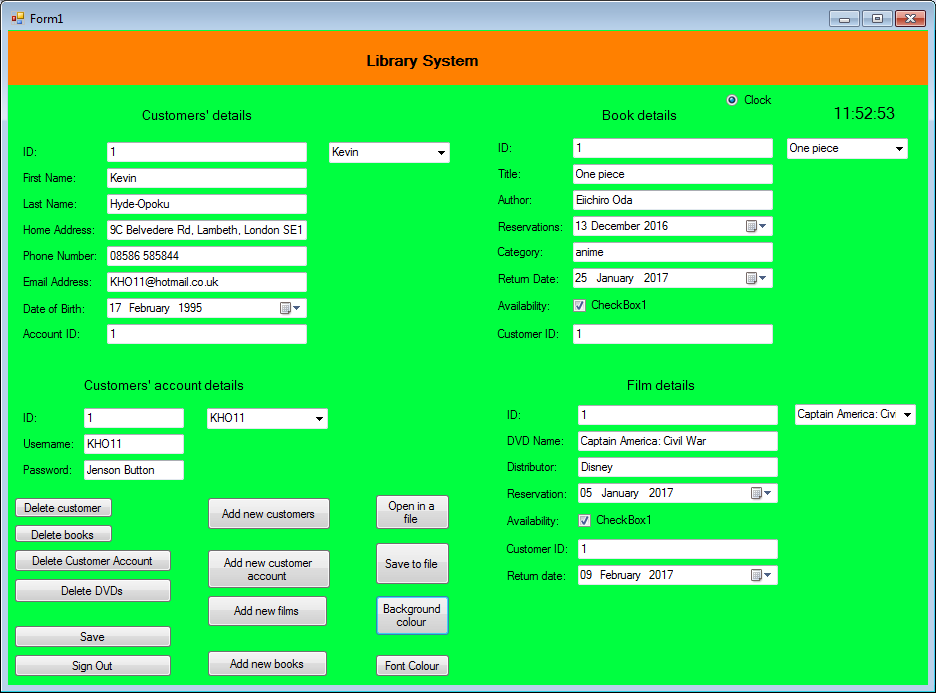 Form1
Library System
Clock
Customers' details
Book details
11:52:53
ID: 1 Kevin
First Name: Kevin
Last Name: Hyde-Opoku
Home Address: 9C Belvedere Rd, Lambeth, London SE1
Phone Number: 08586 585844
Email Address: KHO11@hotmail.co.uk
Date of Birth: 17 February 1995
Account ID: 1
ID: 1 One piece
Title: One piece
Author: Eiichiro Oda
Reservations: 13 December 2016
Category: anime
Return Date: 25 January 2017
Availability: CheckBox1
Customer ID: 1
Customers' account details
ID: 1 KHO11
Username: KHO11
Password: Jenson Button
Film details
ID: 1 Captain America: Civ
DVD Name: Captain America: Civil War
Distributor: Disney
Reservation: 05 January 2017
Availability: CheckBox1
Customer ID: 1
Return date: 09 February 2017
Delete customer
Delete books
Delete Customer Account
Delete DVDs
Save
Sign Out
Add new customers
Add new customer
account
Add new films
Add new books
Open in a
file
Save to file
Background
colour
Font Colour